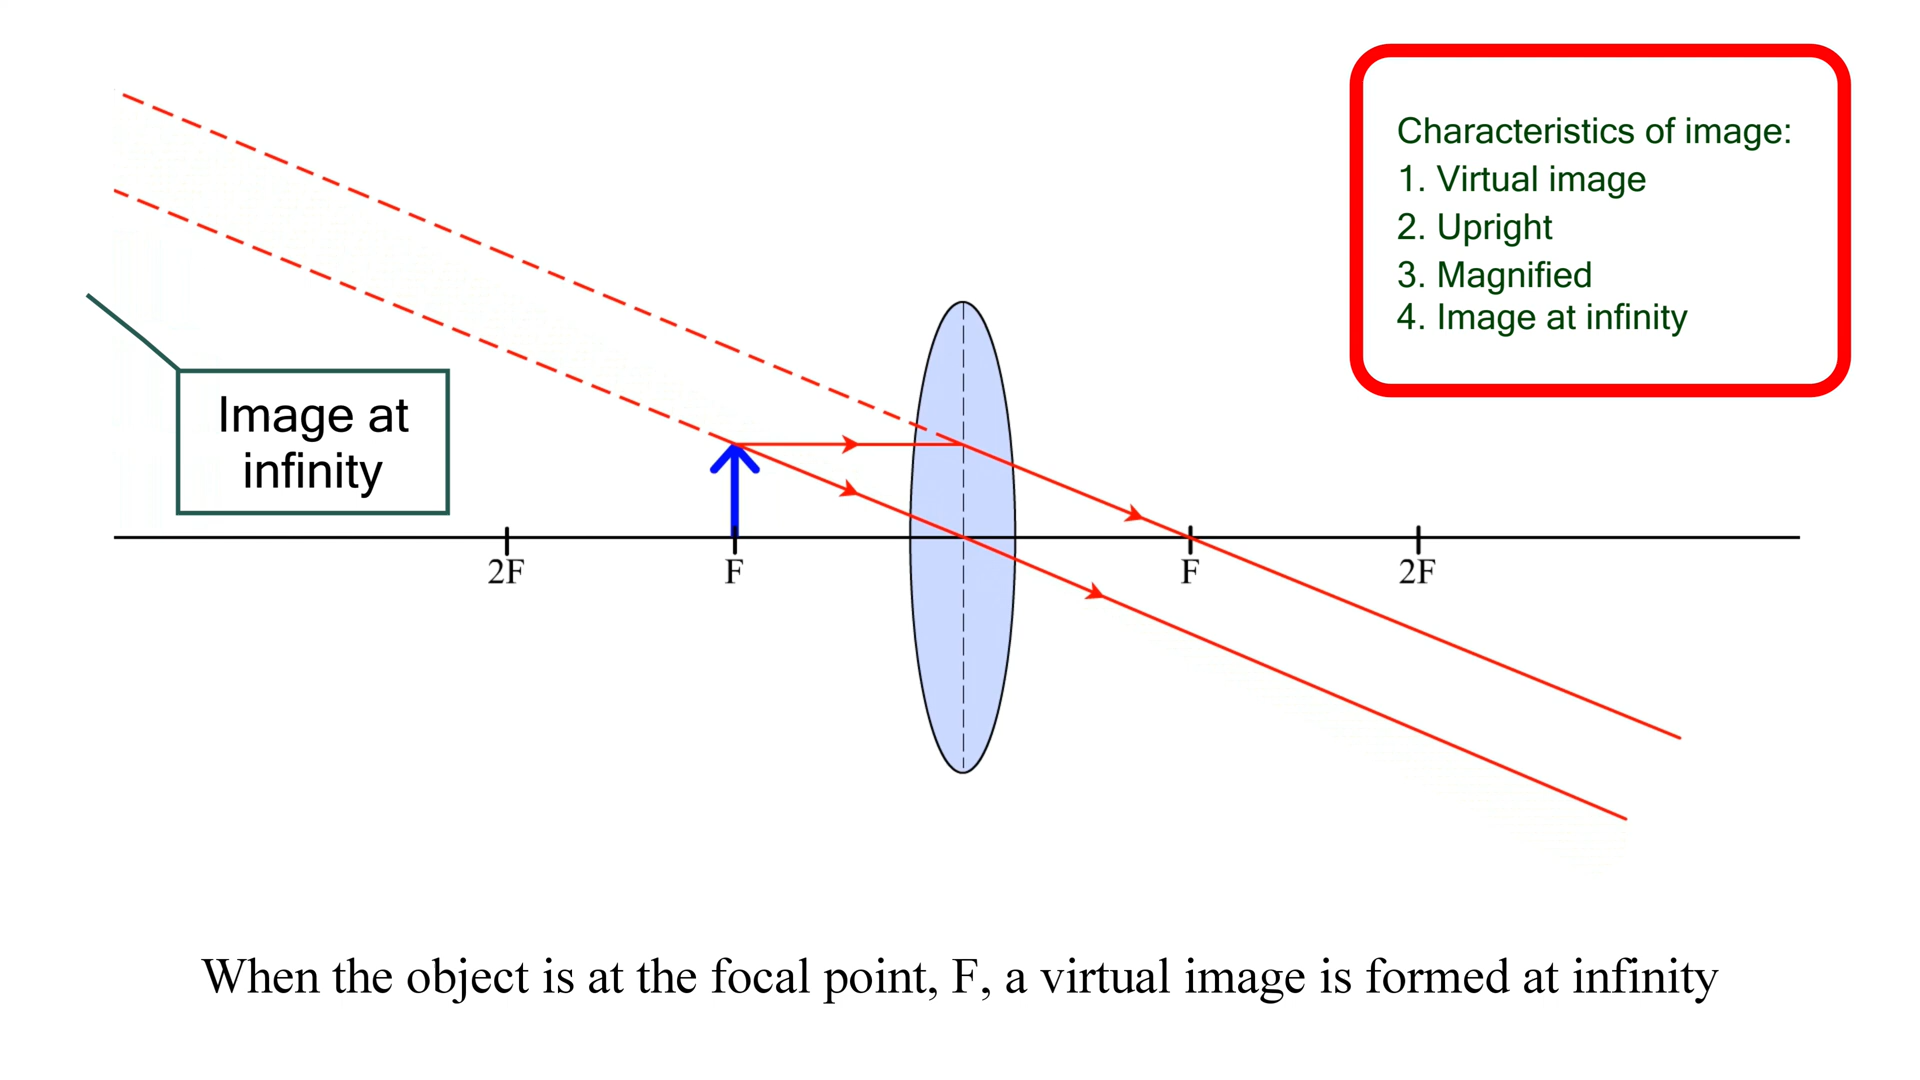 Characteristics of image:
1. Virtual image
2. Upright
3. Magnified
4. Image at infinity
Image at
infinity
2F
F
F
2F
When the object is at the focal point, F, a virtual image is formed at infinity